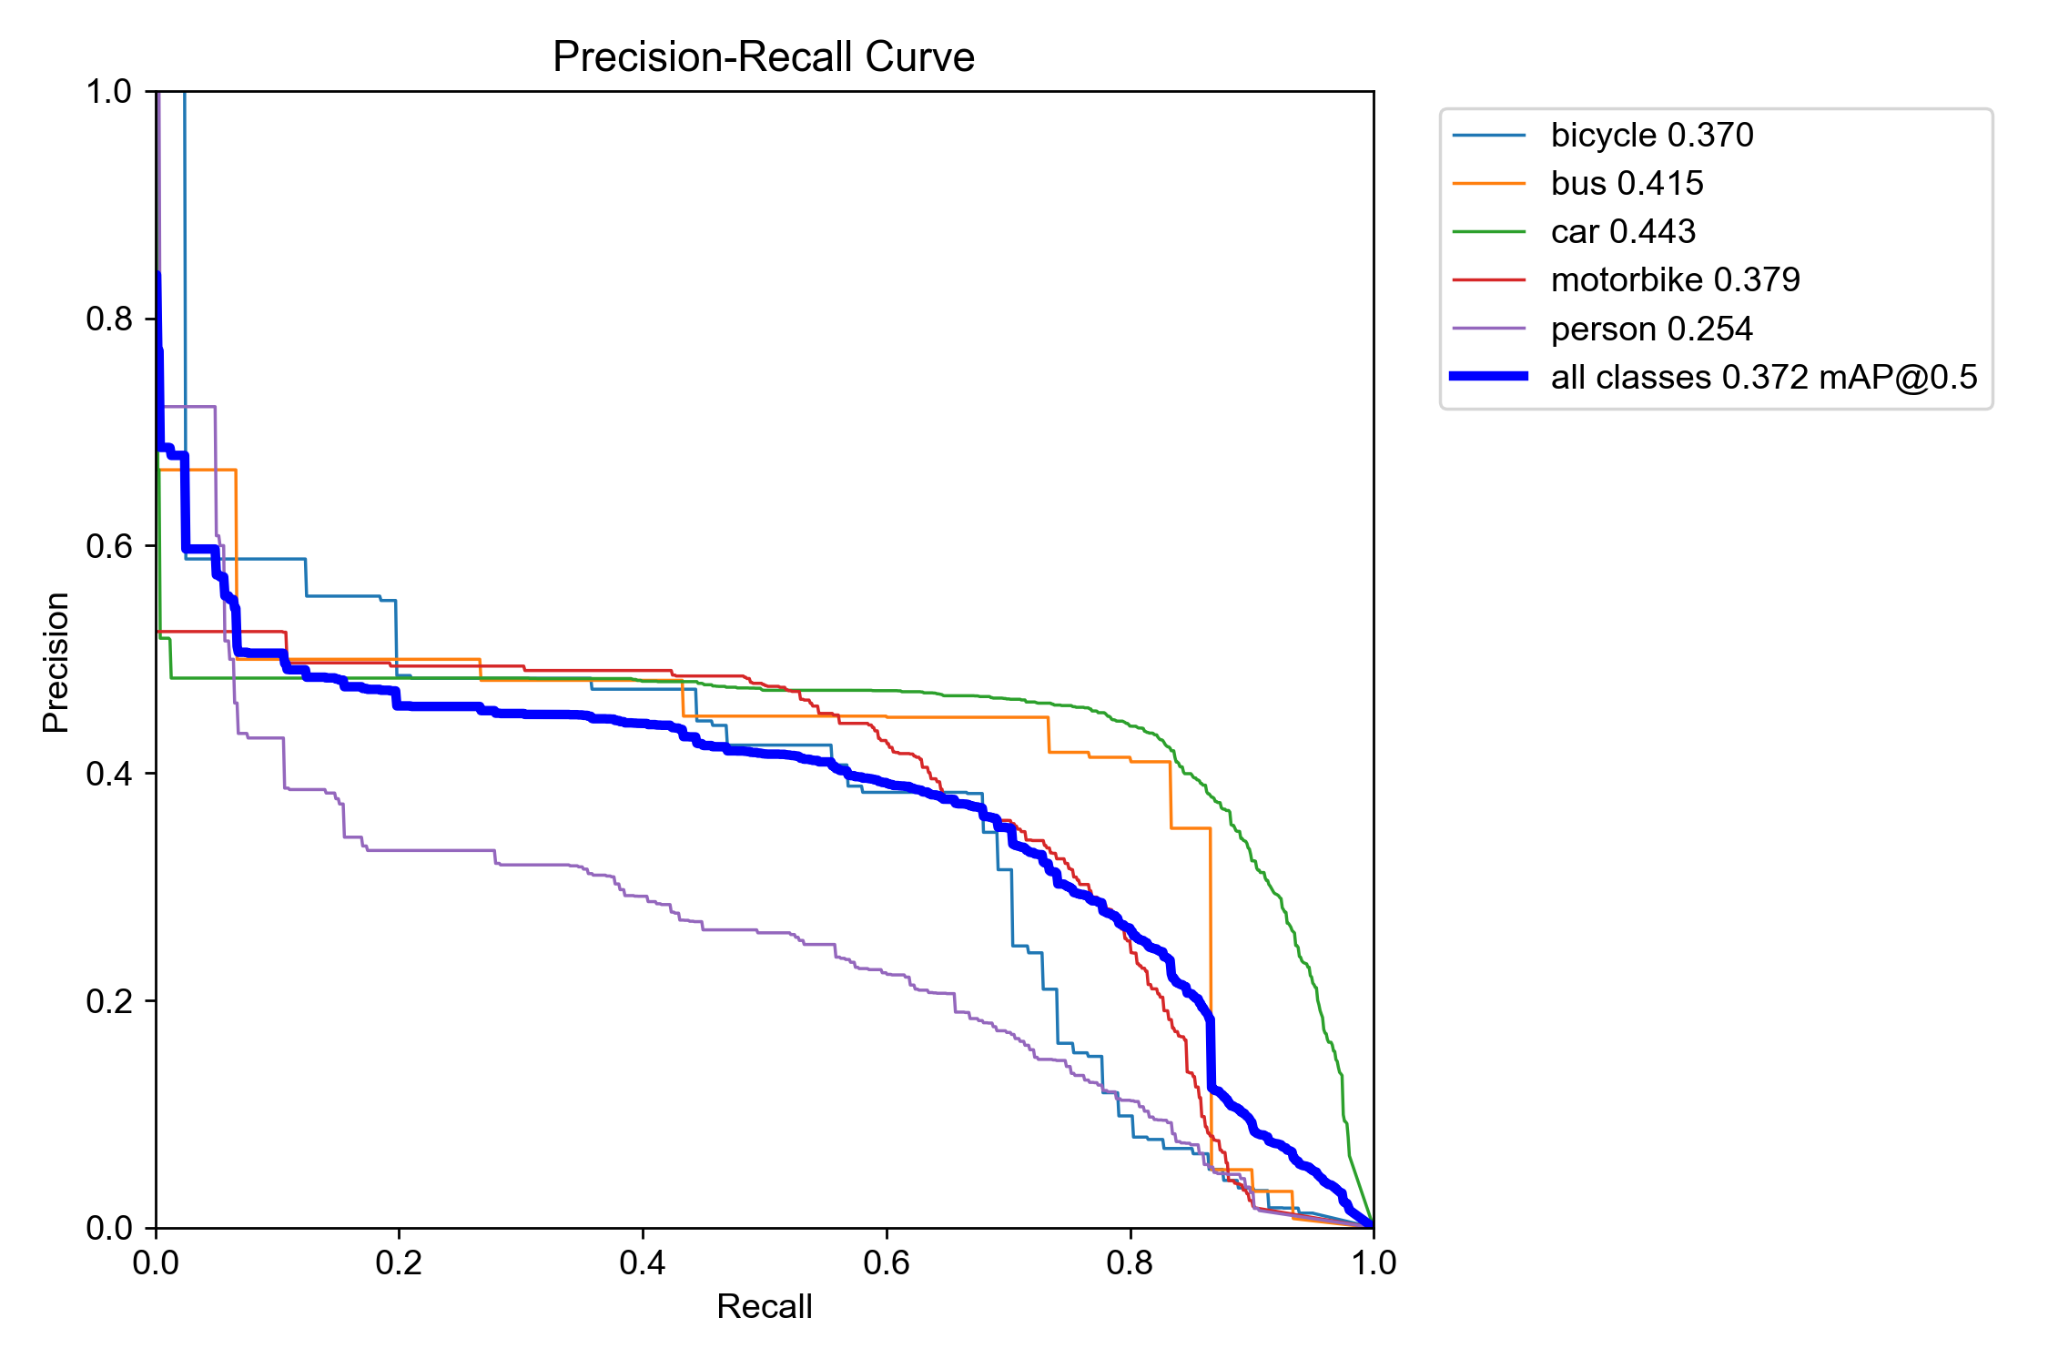 Precision-Recall Curve
1.0
0.8
0.6
0.4
0.2
0.0
Precision
0.0 0.2 0.4 0.6 0.8 1.0
Recall
bicycle 0.370
bus 0.415
car 0.443
motorbike 0.379
person 0.254
all classes 0.372 mAP@0.5